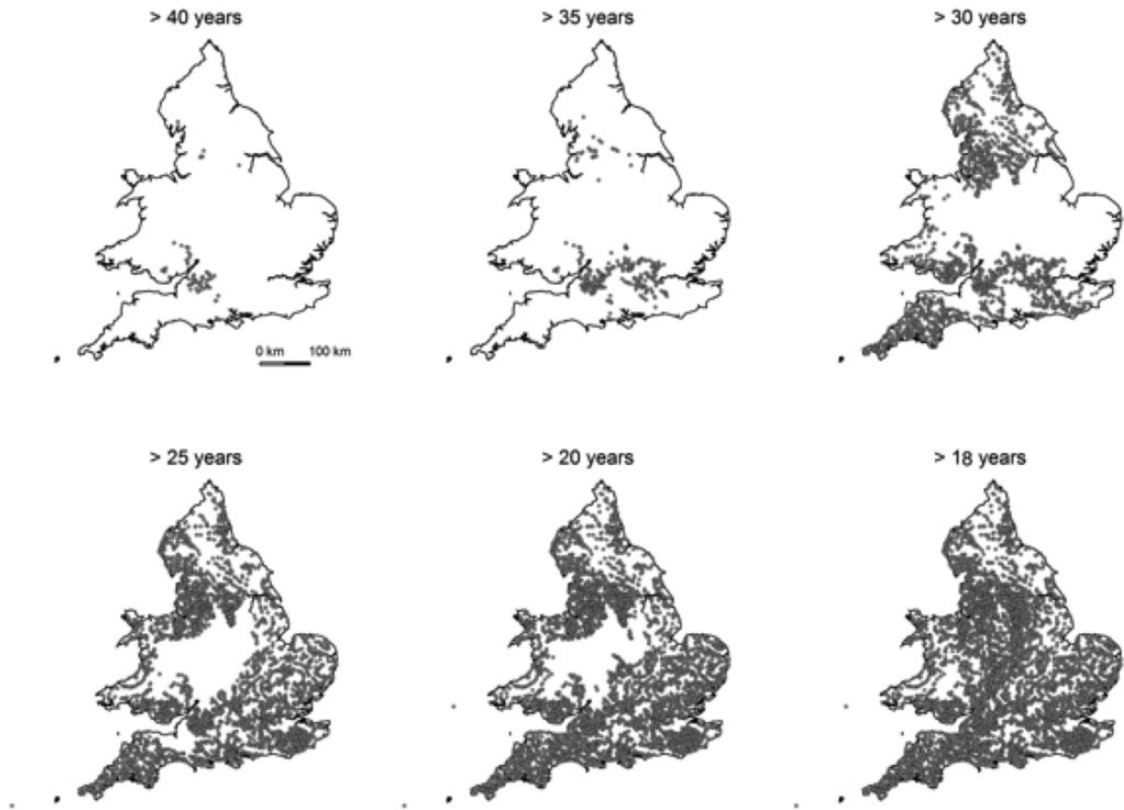 > 40 years
> 35 years
> 30 years
0 km 100 km
> 25 years
> 20 years
> 18 years